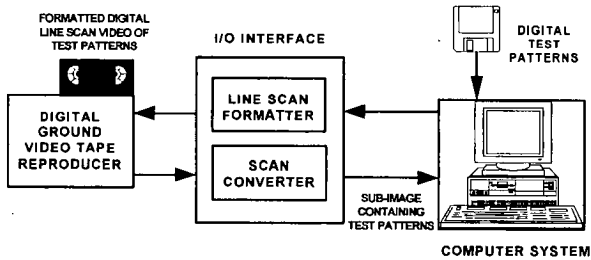 FORMATTED DIGITAL
LINE SCAN VIDEO OF
TEST PATTERNS
I/O INTERFACE
DIGITAL
TEST
PATTERNS
DIGITAL
GROUND
VIDEO TAPE
REPRODUCER
LINE SCAN
FORMATTER
SCAN
CONVERTER
SUB-IMAGE
CONTAINING
TEST PATTERNS
COMPUTER SYSTEM